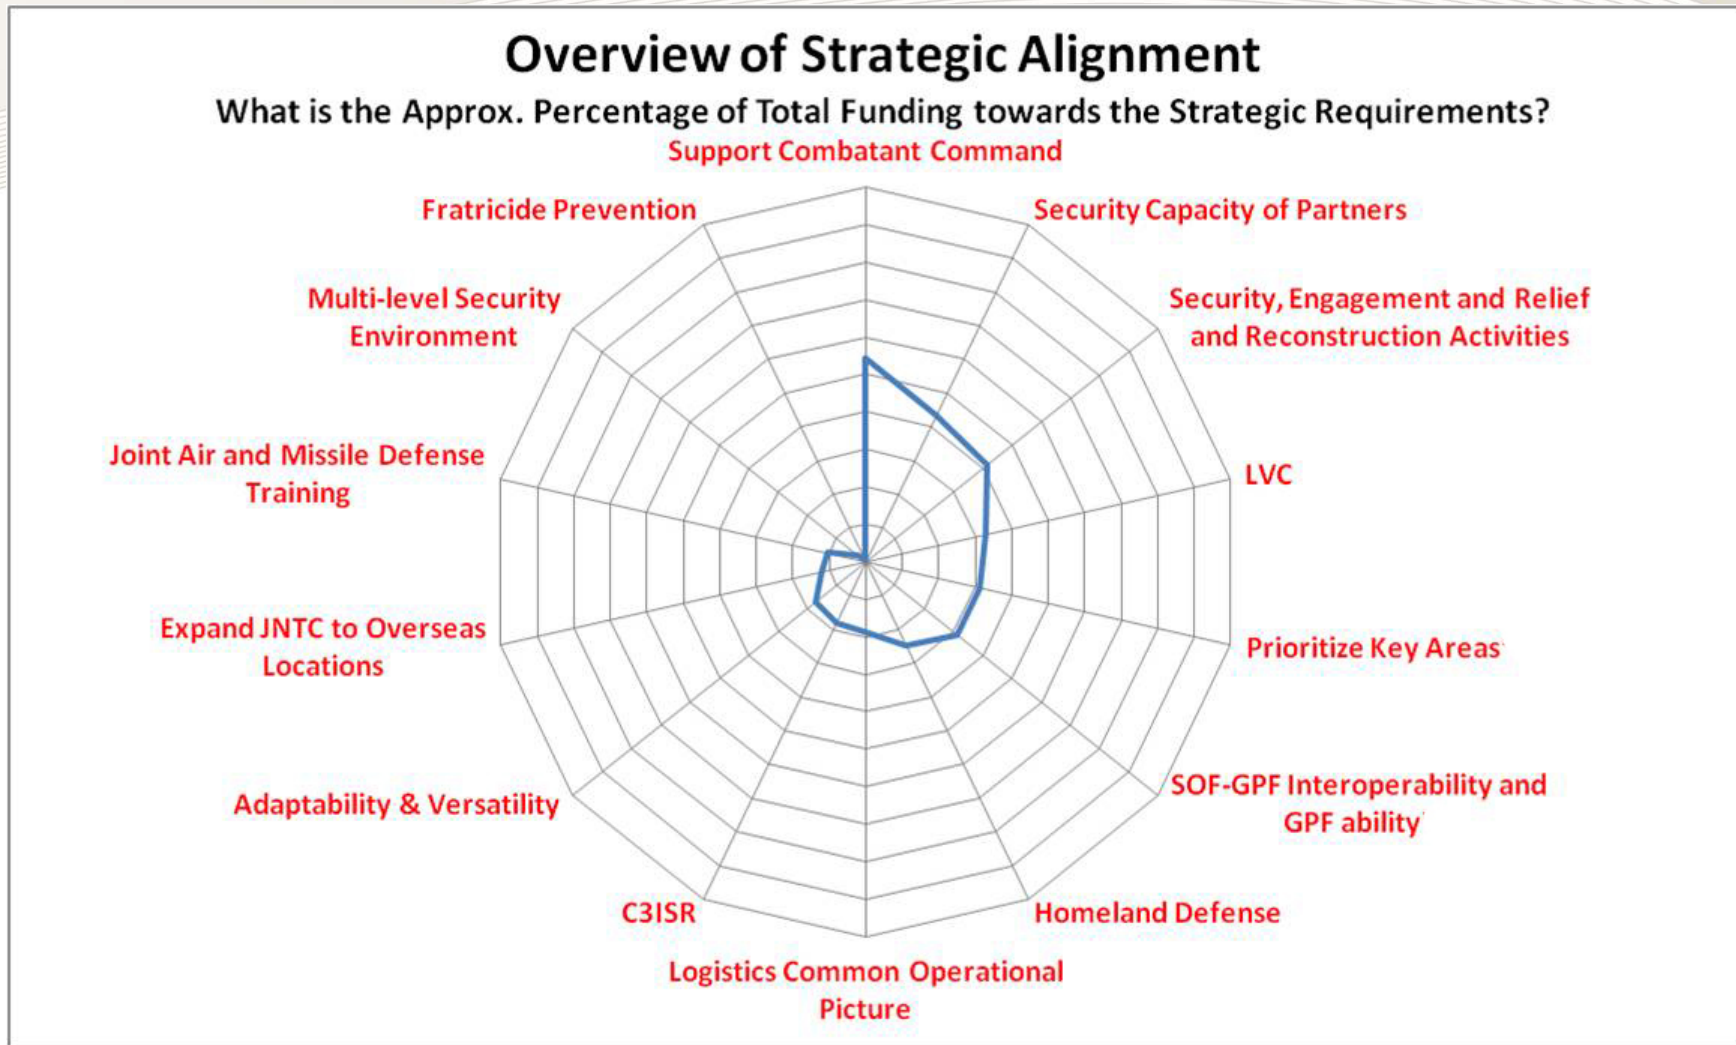 Overview of Strategic Alignment
What is the Approx. Percentage of Total Funding towards the Strategic Requirements?
Support Combatant Command
Fratricide Prevention
Security Capacity of Partners
Multi-level Security
Environment
Security, Engagement and Relief
and Reconstruction Activities
Joint Air and Missile Defense
Training
LVC
Expand JNTC to Overseas
Locations
Prioritize Key Areas
Adaptability & Versatility
SOF-GPF Interoperability and
GPF ability
C3ISR
Homeland Defense
Logistics Common Operational
Picture